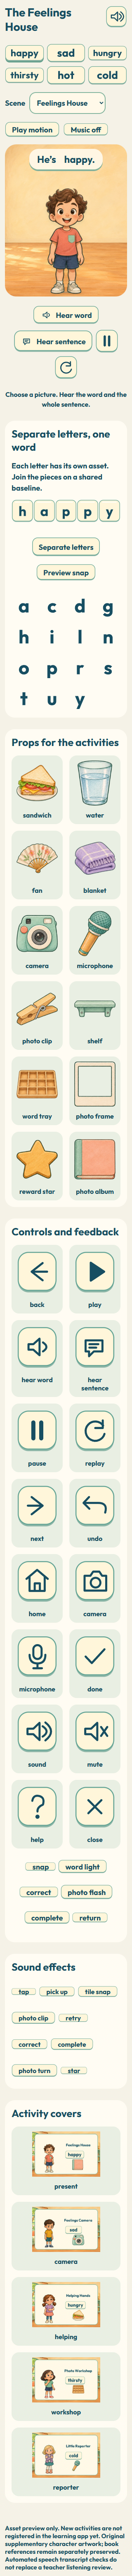 The Feelings
House
happy sad hungry
thirsty hot cold
Scene Feelings House
Play motion Music off
He's happy.
Hear word
Hear sentence
Choose a picture. Hear the word and the
whole sentence.
Separate letters, one
word
Each letter has its own asset.
Join the pieces on a shared
baseline.
h a p p y
Separate letters
Preview snap
a c d g
h i l n
o p r s
t u y
Props for the activities
sandwich water
fan blanket
camera microphone
photo clip shelf
word tray photo frame
reward star photo album
Controls and feedback
back play
hear word hear
sentence
pause replay
next undo
home camera
microphone done
sound mute
help close
snap word light
correct photo flash
complete return
Sound effects
tap pick up tile snap
photo clip retry
correct complete
photo turn star
Activity covers
Feelings House
happy
present
Feelings Camera
sad
camera
Helping Hands
hungry
helping
Photo Workshop
thirsty
workshop
Little Reporter
cold
reporter
Asset preview only. New activities are not
registered in the learning app yet. Original
supplementary character artwork; book
references remain separately preserved.
Automated speech transcript checks do
not replace a teacher listening review.